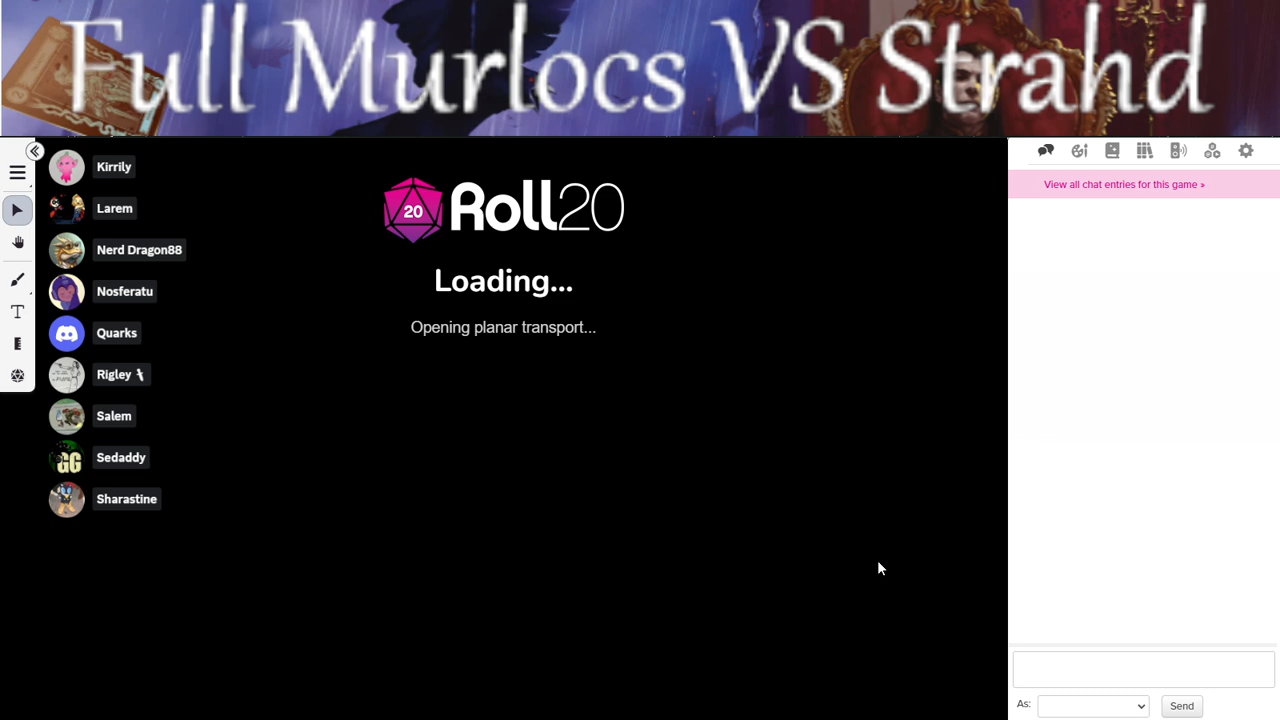 Full Murlocs VS Strahd
Kirrily
Larem
Nerd Dragon88
Nosferatu
Quarks
Rigley
Salem
Sedaddy
Sharastine
20
Roll20
Loading...
Opening planar transport...
View all chat entries for this game »
As:
Send
GG